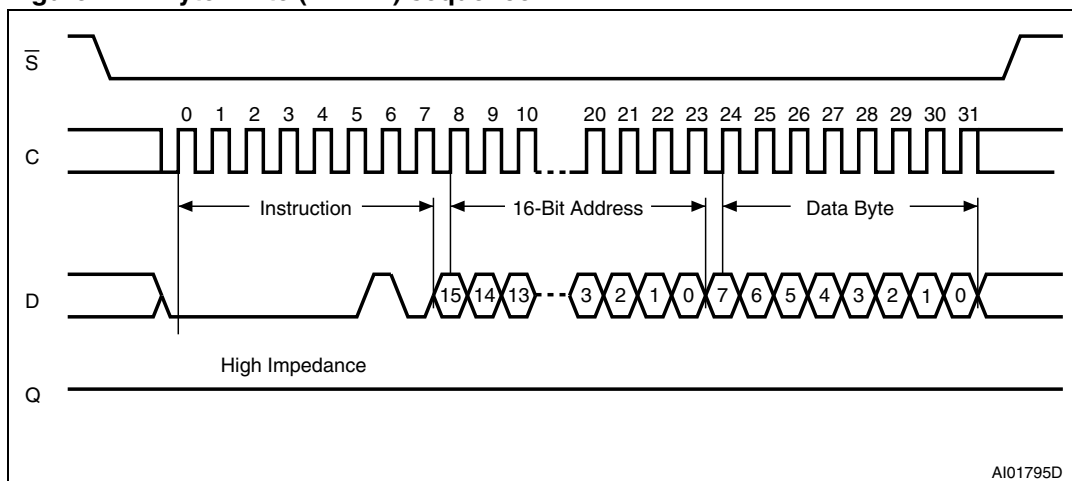 S
0 1 2 3 4 5 6 7 8 9 10 20 21 22 23 24 25 26 27 28 29 30 31
C
Instruction 16-Bit Address Data Byte
D 15 14 13 3 2 1 0 7 6 5 4 3 2 1 0
High Impedance
Q
AI01795D